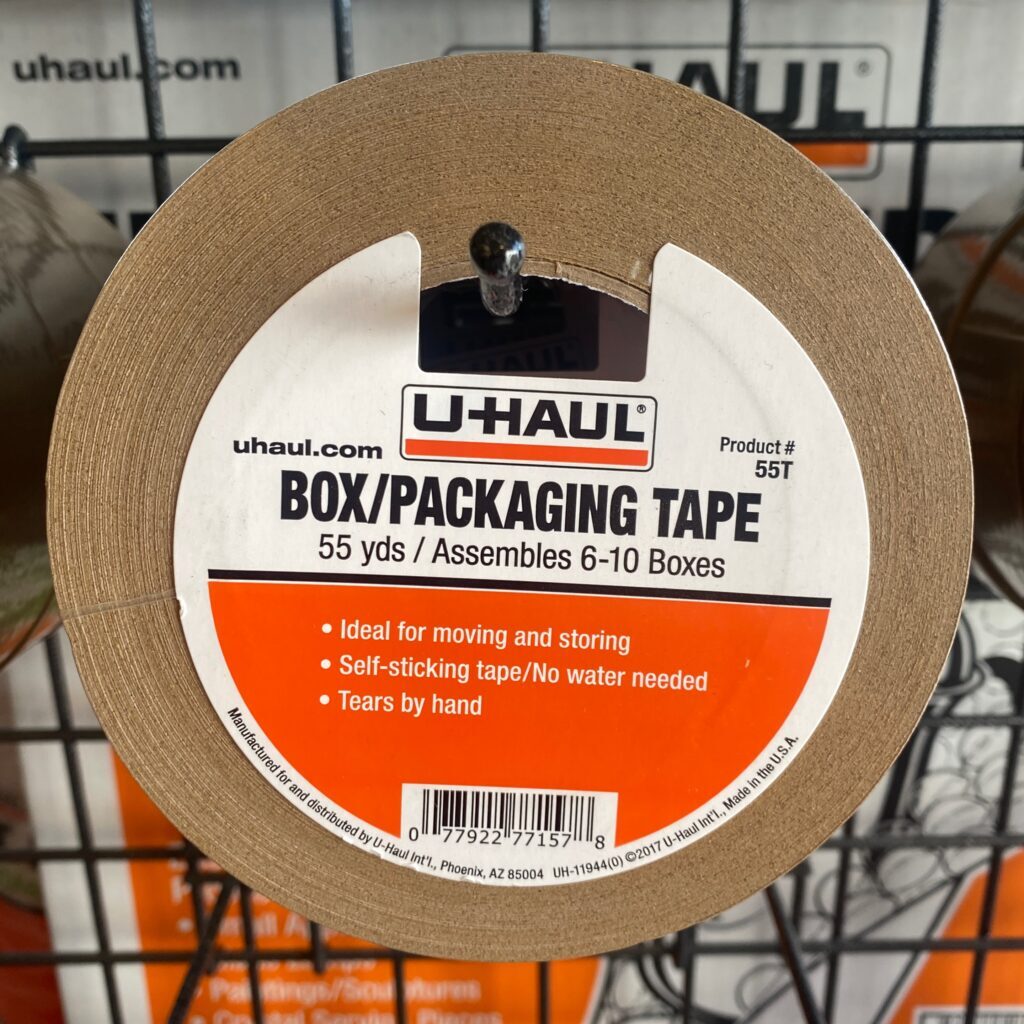 uhaul.com
U-HAUL®
uhaul.com
Product #
55T
BOX/PACKAGING TAPE
55 yds / Assembles 6-10 Boxes
• Ideal for moving and storing
• Self-sticking tape/No water needed
• Tears by hand
0 77922 77157 8
Manufactured for and distributed by U-Haul Int'l., Phoenix, AZ 85004 UH-11944(0) ©2017 U-Haul Int'l., Made in the U.S.A.
• Paintings/Sculptures